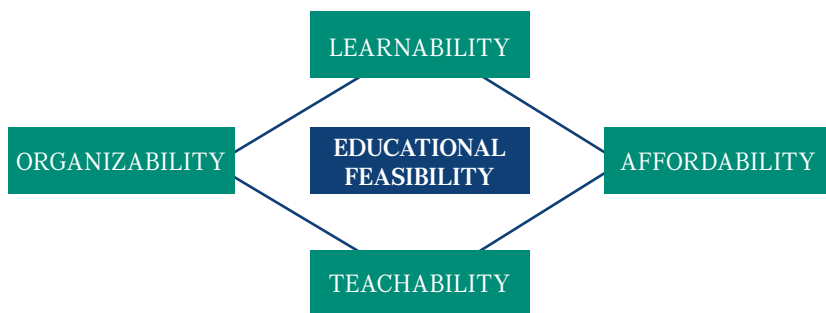 LEARNABILITY
ORGANIZABILITY
EDUCATIONAL
FEASIBILITY
AFFORDABILITY
TEACHABILITY